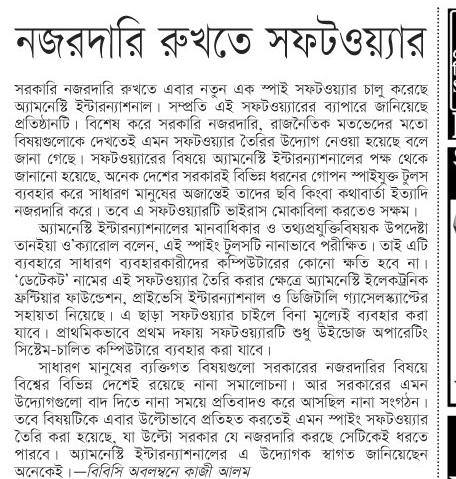 নজরদারি রুখতে সফটওয়্যার
সরকারি নজরদারি রুখতে এবার নতুন এক স্পাই সফটওয়্যার চালু করেছে
অ্যামনেস্টি ইন্টারন্যাশনাল। সম্প্রতি এই সফটওয়্যারের ব্যাপারে জানিয়েছে
প্রতিষ্ঠানটি। বিশেষ করে সরকারি নজরদারি, রাজনৈতিক মতভেদের মতো
বিষয়গুলোকে দেখতেই এমন সফটওয়্যার তৈরির উদ্যোগ নেওয়া হয়েছে বলে
জানা গেছে। সফটওয়্যারের বিষয়ে অ্যামনেস্টি ইন্টারন্যাশনালের পক্ষ থেকে
জানানো হয়েছে, অনেক দেশের সরকারই বিভিন্ন ধরনের গোপন স্পাইযুক্ত টুলস
ব্যবহার করে সাধারণ মানুষের অজান্তেই তাদের ছবি কিংবা কথাবার্তা ইত্যাদি
নজরদারি করে। তবে এ সফটওয়্যারটি ভাইরাস মোকাবিলা করতেও সক্ষম।
অ্যামনেস্টি ইন্টারন্যাশনালের মানবাধিকার ও তথ্যপ্রযুক্তিবিষয়ক উপদেষ্টা
তানইয়া ও'ক্যারোল বলেন, এই স্পাইং টুলসটি নানাভাবে পরীক্ষিত। তাই এটি
ব্যবহারে সাধারণ ব্যবহারকারীদের কম্পিউটারের কোনো ক্ষতি হবে না।
'ডেটেকট' নামের এই সফটওয়্যার তৈরি করার ক্ষেত্রে অ্যামনেস্টি ইলেকট্রনিক
ফ্রন্টিয়ার ফাউন্ডেশন, প্রাইভেসি ইন্টারন্যাশনাল ও ডিজিটালি গ্যাসেলস্ক্যাপ্টের
সহায়তা নিয়েছে। এ ছাড়া সফটওয়্যার চাইলে বিনা মূল্যেই ব্যবহার করা
যাবে। প্রাথমিকভাবে প্রথম দফায় সফটওয়্যারটি শুধু উইন্ডোজ অপারেটিং
সিস্টেম-চালিত কম্পিউটারে ব্যবহার করা যাবে।
সাধারণ মানুষের ব্যক্তিগত বিষয়গুলো সরকারের নজরদারির বিষয়ে
বিশ্বের বিভিন্ন দেশেই রয়েছে নানা সমালোচনা। আর সরকারের এমন
উদ্যোগগুলো বাদ দিতে নানা সময়ে প্রতিবাদও করে আসছিল নানা সংগঠন।
তবে বিষয়টিকে এবার উল্টোভাবে প্রতিহত করতেই এমন স্পাইং সফটওয়্যার
তৈরি করা হয়েছে, যা উল্টো সরকার যে নজরদারি করছে সেটিকেই ধরতে
পারবে। অ্যামনেস্টি ইন্টারন্যাশনালের এ উদ্যোগকে স্বাগত জানিয়েছেন
অনেকেই।—বিবিসি অবলম্বনে কাজী আলম